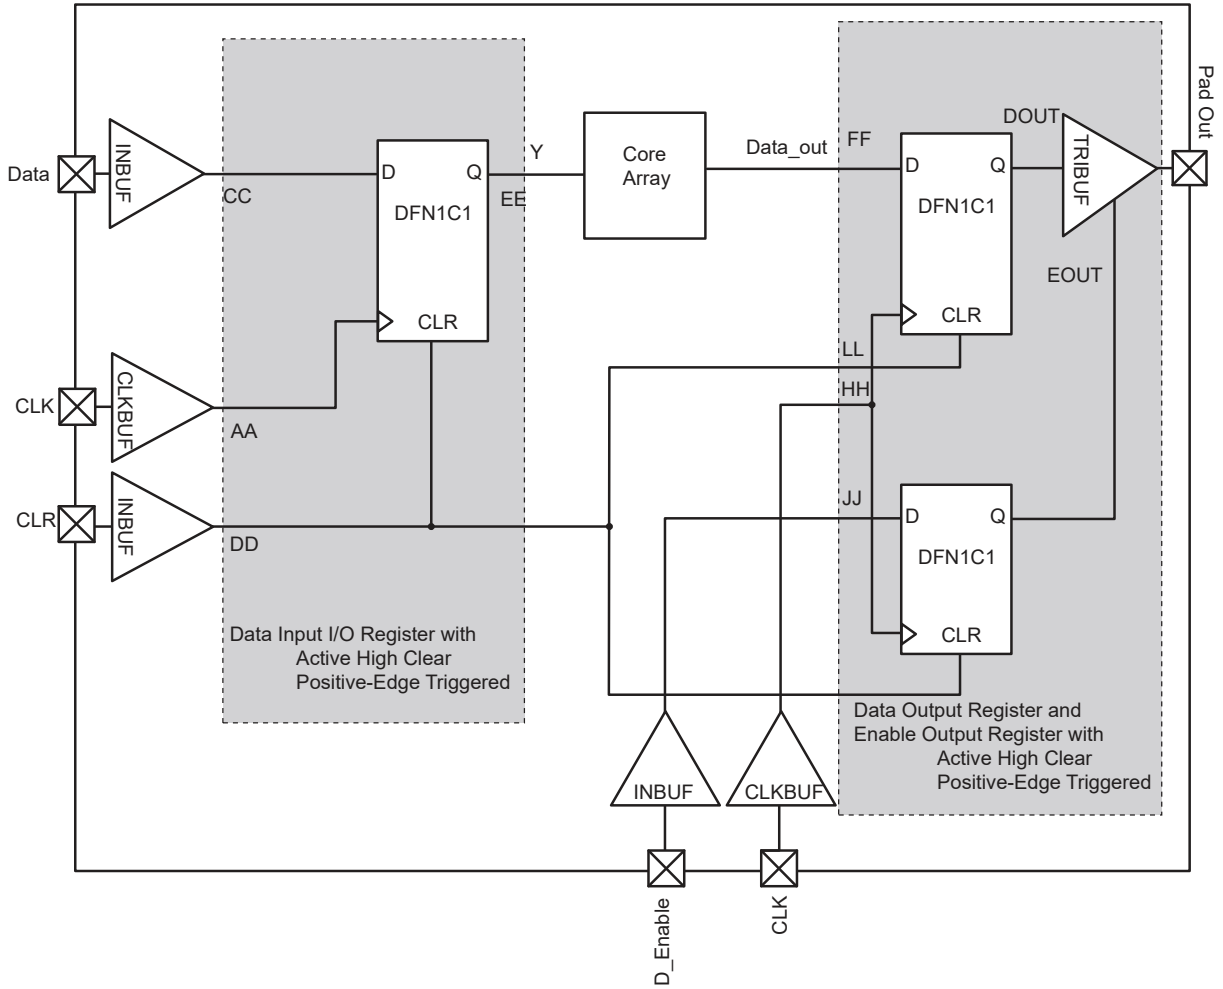 Pad Out
DOUT
Y
Core
Array
Data_out
FF
Data
INBUF
D
Q
D
Q
TRIBUF
CC
EE
DFN1C1
DFN1C1
EOUT
CLR
CLR
LL
HH
CLK
CLKBUF
AA
CLR
INBUF
DD
JJ
D
Q
DFN1C1
CLR
Data Input I/O Register with
Active High Clear
Positive-Edge Triggered
Data Output Register and
Enable Output Register with
Active High Clear
Positive-Edge Triggered
INBUF
CLKBUF
D_Enable
CLK